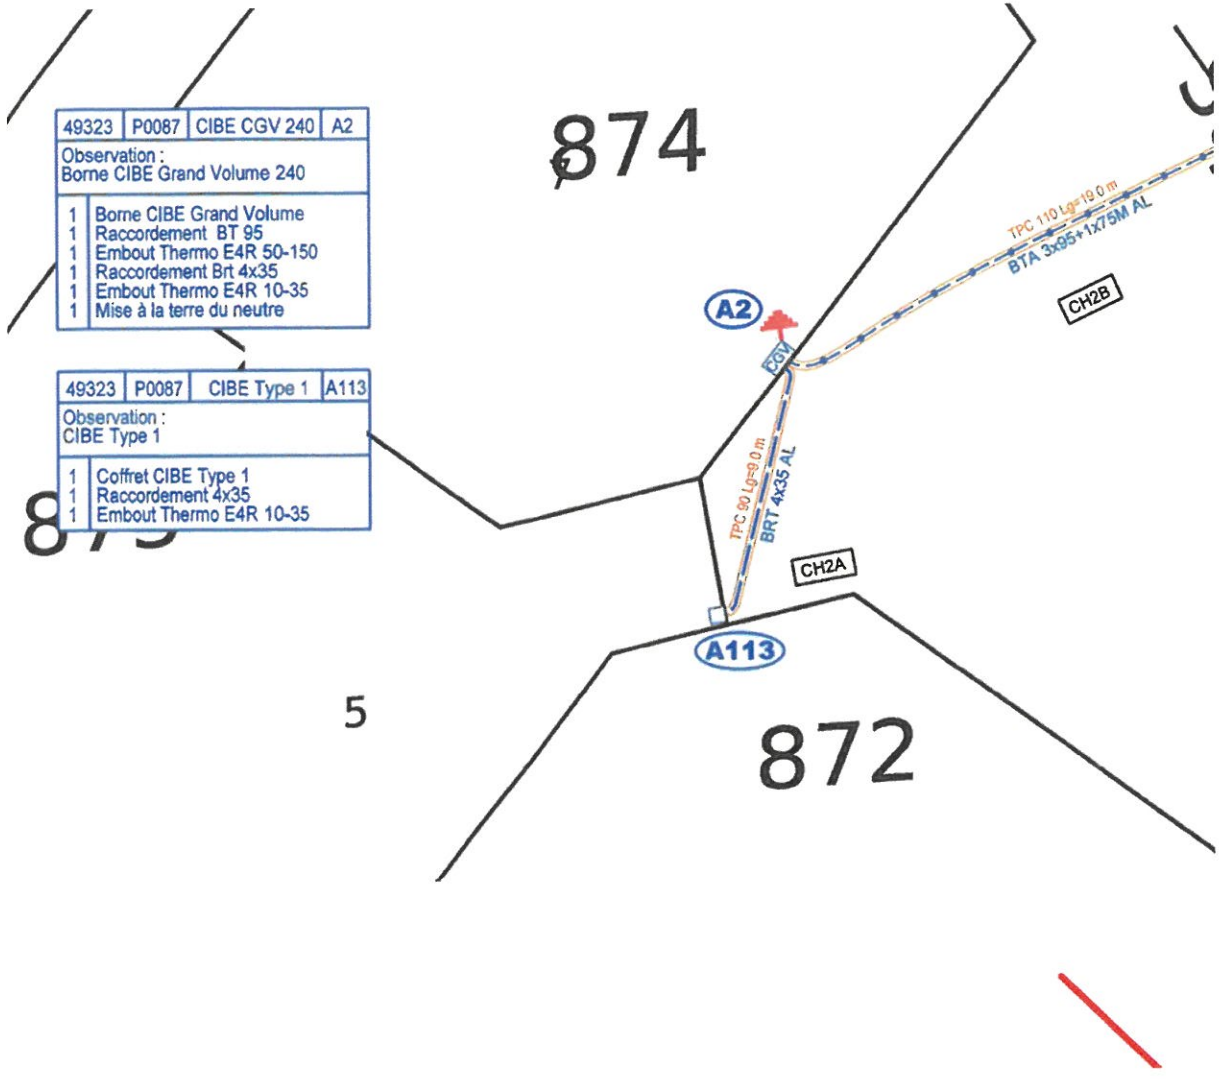 874
49323 P0087 CIBE CGV 240 A2
Observation :
Borne CIBE Grand Volume 240
1 Borne CIBE Grand Volume
1 Raccordement BT 95
1 Embout Thermo E4R 50-150
1 Raccordement Brt 4x35
1 Embout Thermo E4R 10-35
1 Mise à la terre du neutre
TPC 110 Lg=19.0 m
BTA 3x95+1x75M AL
CH2B
A2
CGV
49323 P0087 CIBE Type 1 A113
Observation :
CIBE Type 1
1 Coffret CIBE Type 1
1 Raccordement 4x35
1 Embout Thermo E4R 10-35
TPC 90 Lg=9.0 m
BRT 4x35 AL
CH2A
A113
5
872